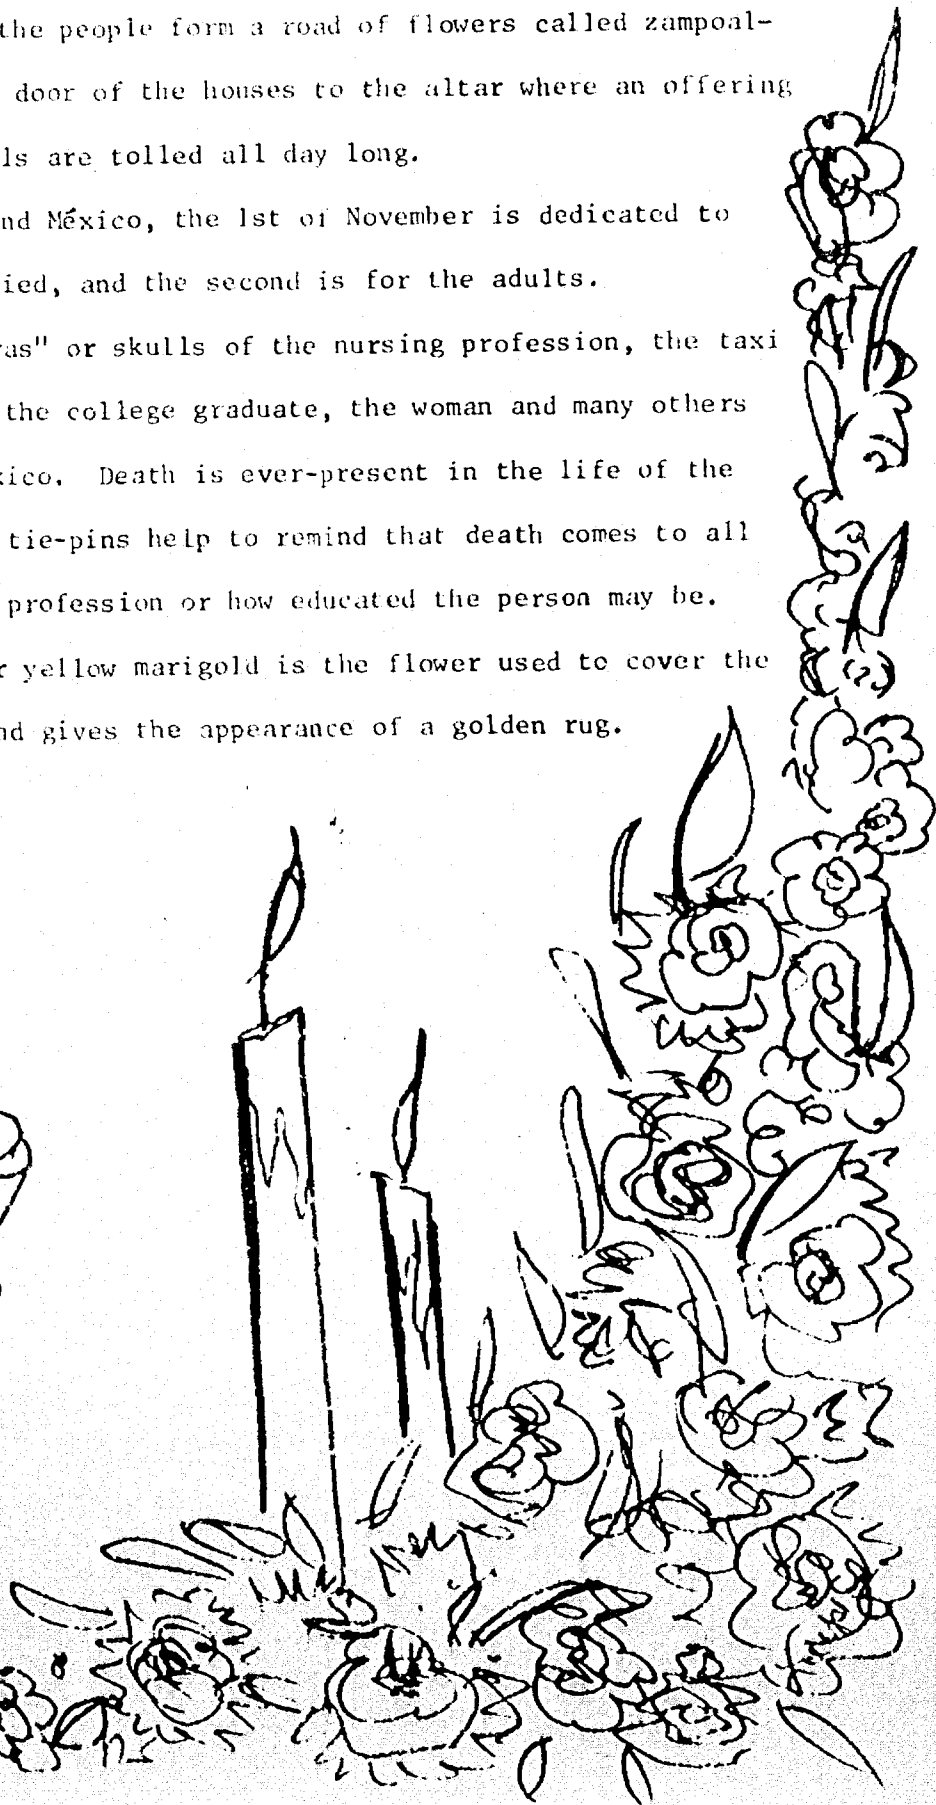 the people form a road of flowers called zampoal-
door of the houses to the altar where an offering
ls are tolled all day long.
nd México, the 1st of November is dedicated to
ied, and the second is for the adults.
as" or skulls of the nursing profession, the taxi
the college graduate, the woman and many others
ico. Death is ever-present in the life of the
tie-pins help to remind that death comes to all
profession or how educated the person may be.
r yellow marigold is the flower used to cover the
nd gives the appearance of a golden rug.